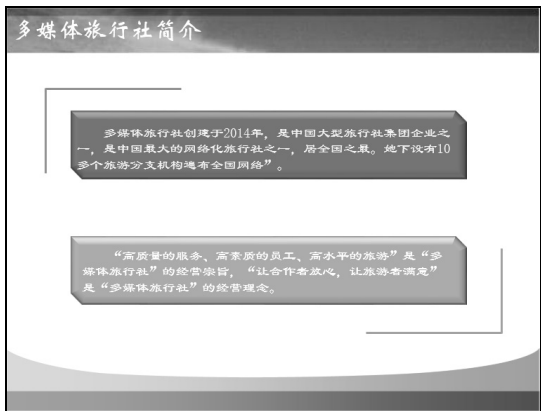 多媒体旅行社简介
多媒体旅行社创建于2014年，是中国大型旅行社集团企业之
一，是中国最大的网络化旅行社之一，居全国之最。她下设有10
多个旅游分支机构遍布全国网络”。
“高质量的服务、高素质的员工、高水平的旅游”是“多
媒体旅行社”的经营崇旨，“让合作者放心，让旅游者满意”
是“多媒体旅行社”的经营理念。